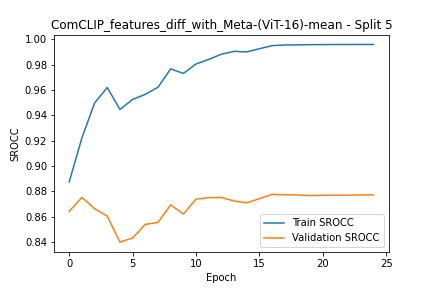 ComCLIP_features_diff_with_Meta-(ViT-16)-mean - Split 5
1.00
0.98
0.96
0.94
0.92
0.90
0.88
0.86
0.84
SROCC
Train SROCC
Validation SROCC
0 5 10 15 20 25
Epoch